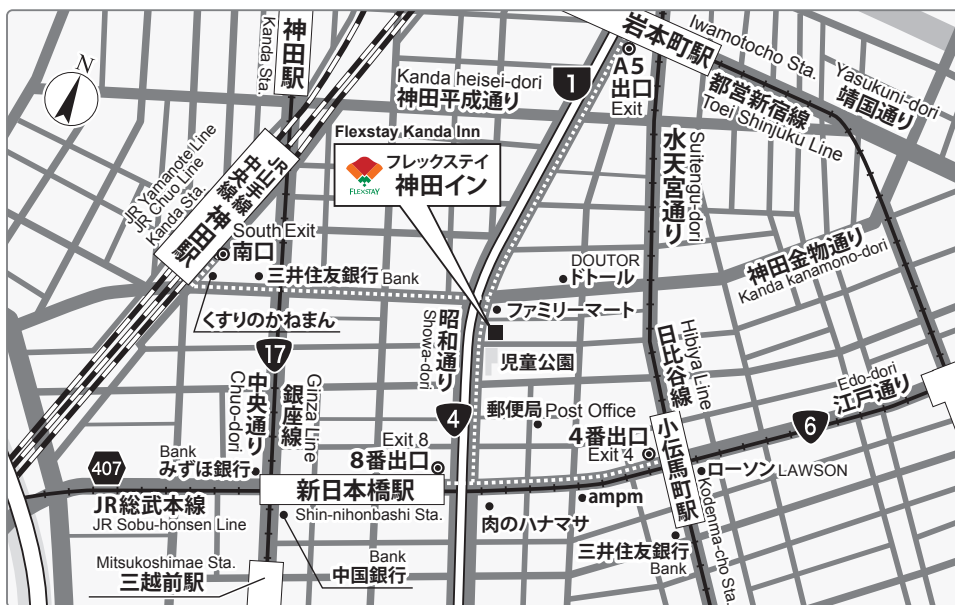 N
神田駅
Kanda Sta.
岩本町駅
Iwamotocho Sta.
A5
出口
Exit
1
Kanda heisei-dori
神田平成通り
都営新宿線
Toei Shinjuku Line
Yasukuni-dori
靖国通り
Flexstay Kanda Inn
FLEXSTAY
フレックステイ
神田イン
水天宮通り
Suitengu-dori
JR山手線
中央線
神田駅
JR Yamanote Line
JR Chuo Line
Kanda Sta.
South Exit
南口
三井住友銀行 Bank
くすりのかねまん
DOUTOR
ドトール
神田金物通り
Kanda kanamono-dori
ファミリーマート
昭和通り
Showa-dori
児童公園
日比谷線
Hibiya Line
17
中央通り
Chuo-dori
銀座線
Ginza Line
4
郵便局 Post Office
Edo-dori
江戸通り
6
Exit 8
8番出口
4番出口
Exit 4
小伝馬町駅
Kodenma-cho Sta.
ローソン LAWSON
407
Bank
みずほ銀行
JR総武本線
JR Sobu-honsen Line
新日本橋駅
Shin-nihonbashi Sta.
肉のハナマサ
ampm
三井住友銀行
Bank
Bank
中国銀行
Mitsukoshimae Sta.
三越前駅